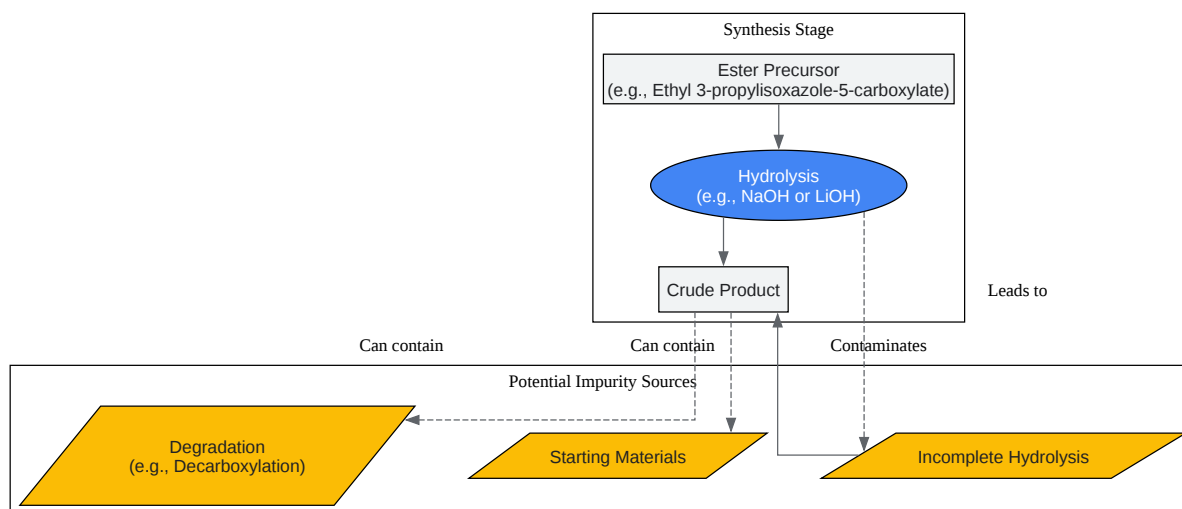 Synthesis Stage
Ester Precursor
(e.g., Ethyl 3-propylisoxazole-5-carboxylate)
Hydrolysis
(e.g., NaOH or LiOH)
Crude Product
Leads to
Can contain
Can contain
Contaminates
Potential Impurity Sources
Degradation
(e.g., Decarboxylation)
Starting Materials
Incomplete Hydrolysis